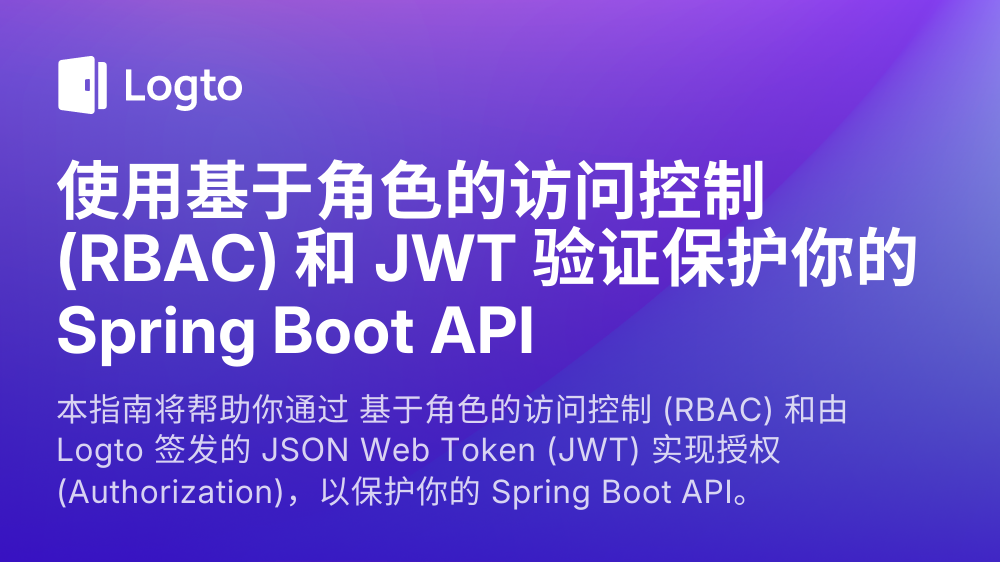 Logto
使用基于角色的访问控制
(RBAC) 和 JWT 验证保护你的
Spring Boot API
本指南将帮助你通过 基于角色的访问控制 (RBAC) 和由
Logto 签发的 JSON Web Token (JWT) 实现授权
(Authorization)，以保护你的 Spring Boot API。